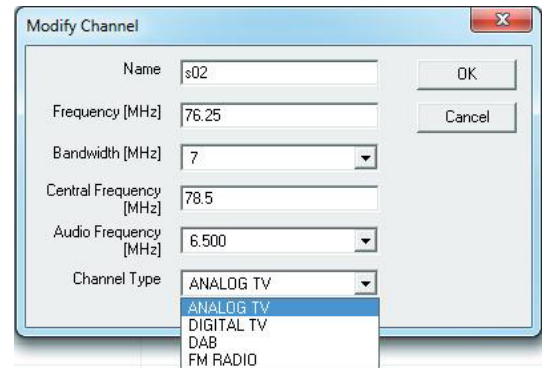 Modify Channel
Name s02 OK
Frequency [MHz] 76.25 Cancel
Bandwidth [MHz] 7
Central Frequency [MHz] 78.5
Audio Frequency [MHz] 6.500
Channel Type ANALOG TV
ANALOG TV
DIGITAL TV
DAB
FM RADIO